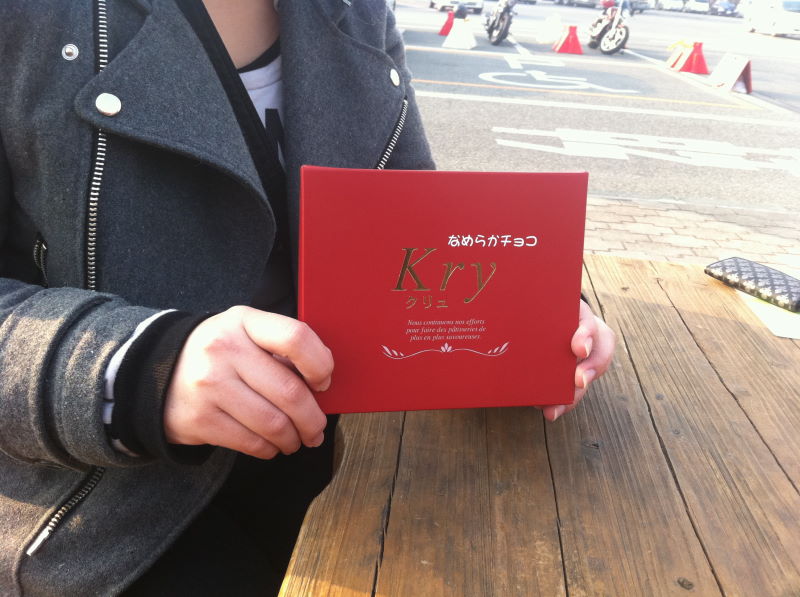 なめらかチョコ
Kry
クリュ
Nous continuons nos efforts
pour faire des pâtisseries de
plus en plus savoureuses.